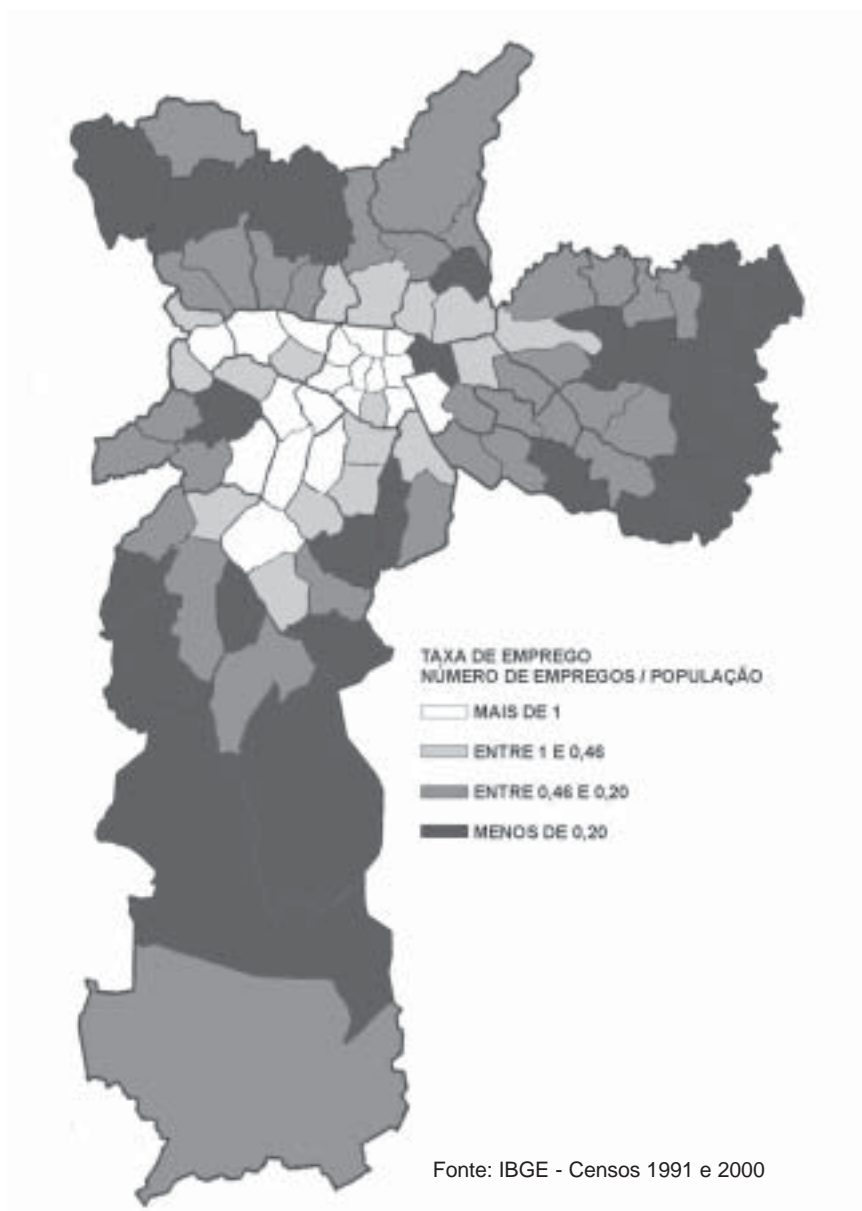 TAXA DE EMPREGO
NÚMERO DE EMPREGOS / POPULAÇÃO
MAIS DE 1
ENTRE 1 E 0,46
ENTRE 0,46 E 0,20
MENOS DE 0,20
Fonte: IBGE - Censos 1991 e 2000